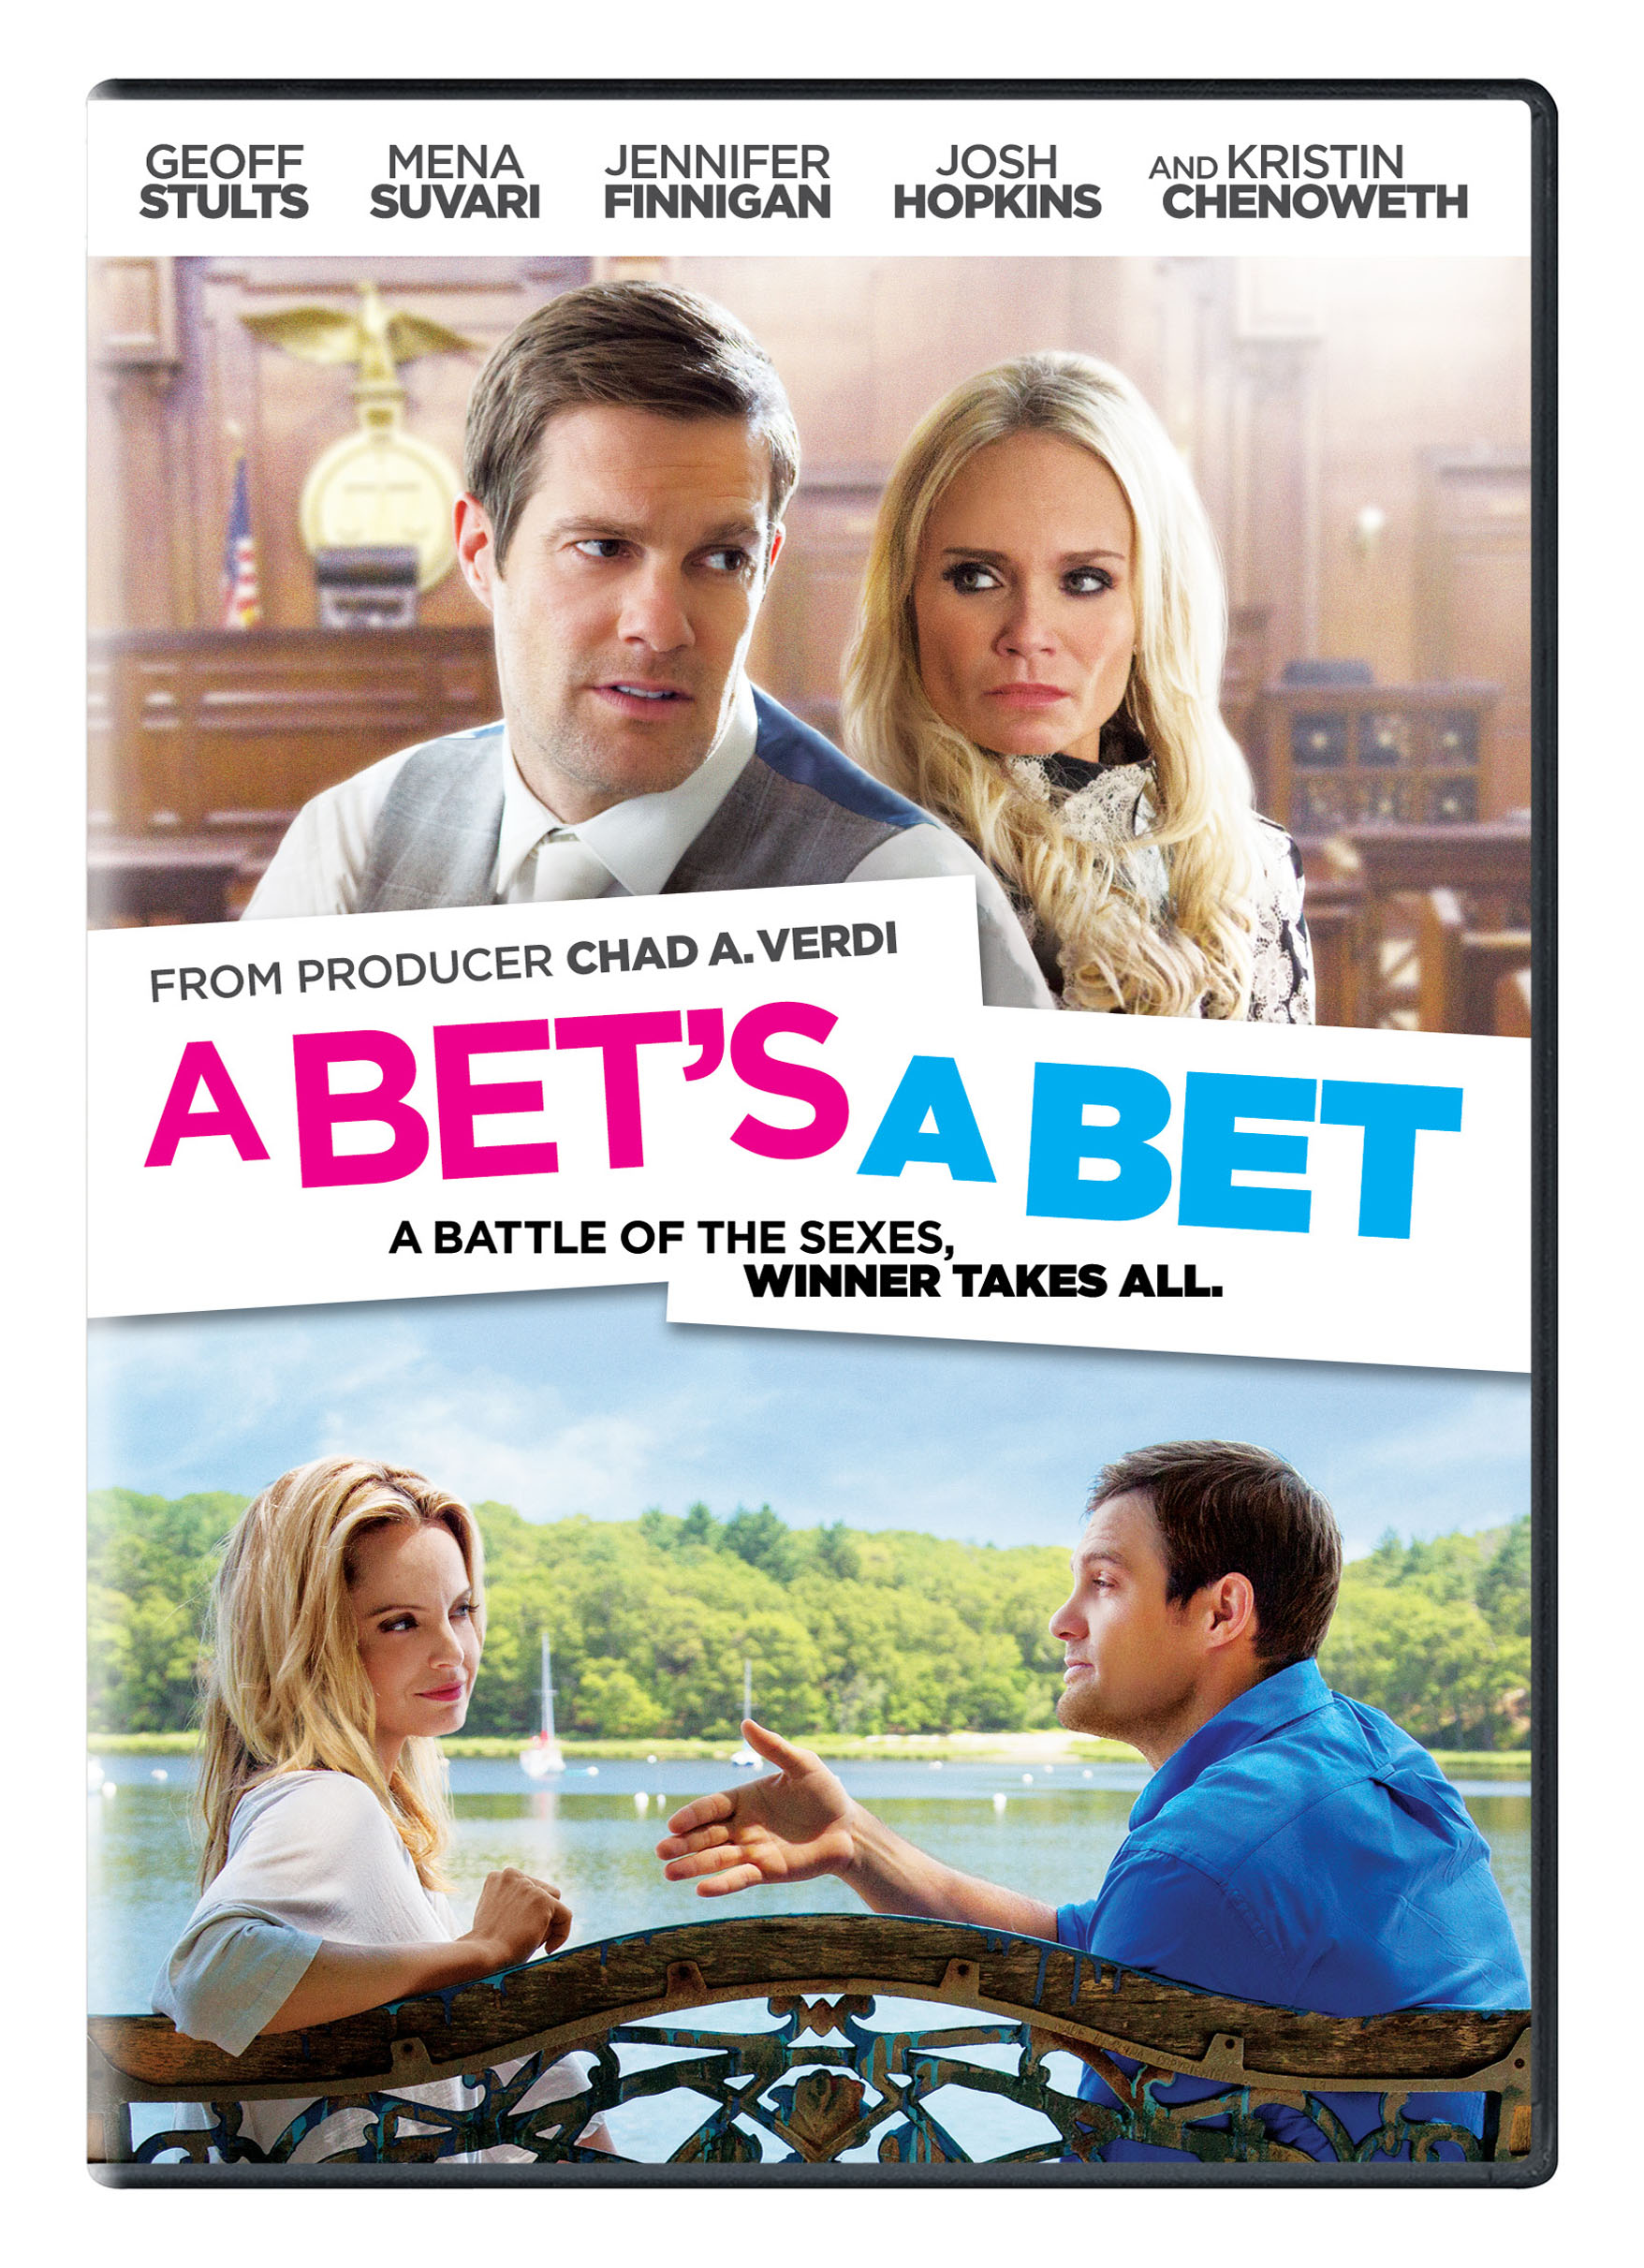 GEOFF STULTS
MENA SUVARI
JENNIFER FINNIGAN
JOSH HOPKINS
AND KRISTIN CHENOWETH
FROM PRODUCER CHAD A. VERDI
A BET'S A BET
A BATTLE OF THE SEXES,
WINNER TAKES ALL.